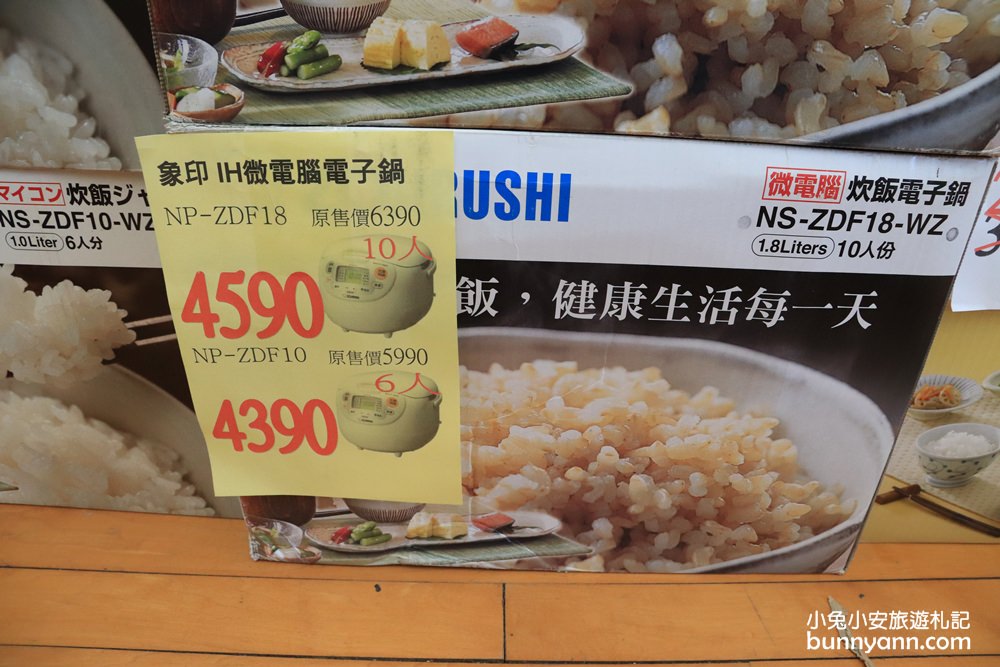 象印 IH微電腦電子鍋
NP-ZDF18 原售價6390
10人
4590
NP-ZDF10 原售價5990
6人
4390
マイコン 炊飯ジャ
NS-ZDF10-WZ
1.0Liter 6人分
RUSHI
微電腦 炊飯電子鍋
NS-ZDF18-WZ
1.8Liters 10人份
飯，健康生活每一天
小兔小安旅遊札記
bunnyann.com